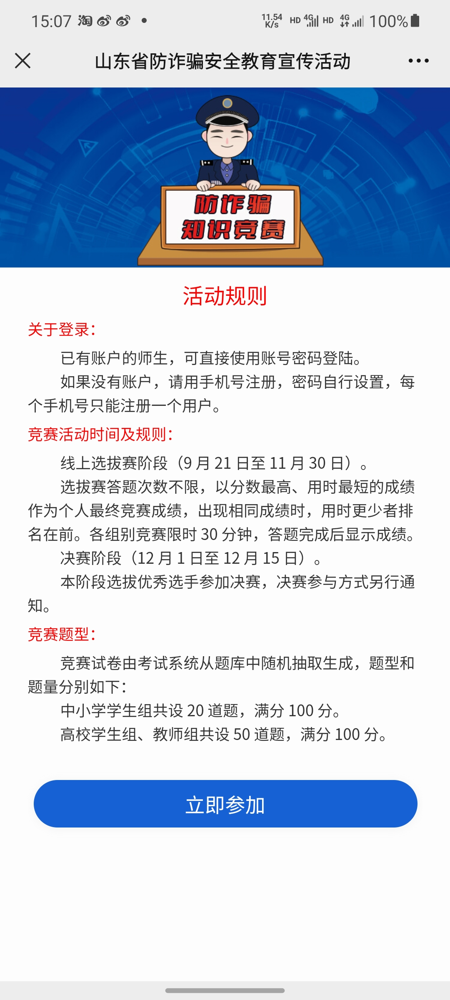 15:07 淘 11.54 K/s HD 4G HD 4G 100%
山东省防诈骗安全教育宣传活动
防诈骗
知识竞赛
活动规则
关于登录：
已有账户的师生，可直接使用账号密码登陆。
如果没有账户，请用手机号注册，密码自行设置，每
个手机号只能注册一个用户。
竞赛活动时间及规则：
线上选拔赛阶段（9 月 21 日至 11 月 30 日）。
选拔赛答题次数不限，以分数最高、用时最短的成绩
作为个人最终竞赛成绩，出现相同成绩时，用时更少者排
名在前。各组别竞赛限时 30 分钟，答题完成后显示成绩。
决赛阶段（12 月 1 日至 12 月 15 日）。
本阶段选拔优秀选手参加决赛，决赛参与方式另行通
知。
竞赛题型：
竞赛试卷由考试系统从题库中随机抽取生成，题型和
题量分别如下：
中小学学生组共设 20 道题，满分 100 分。
高校学生组、教师组共设 50 道题，满分 100 分。
立即参加